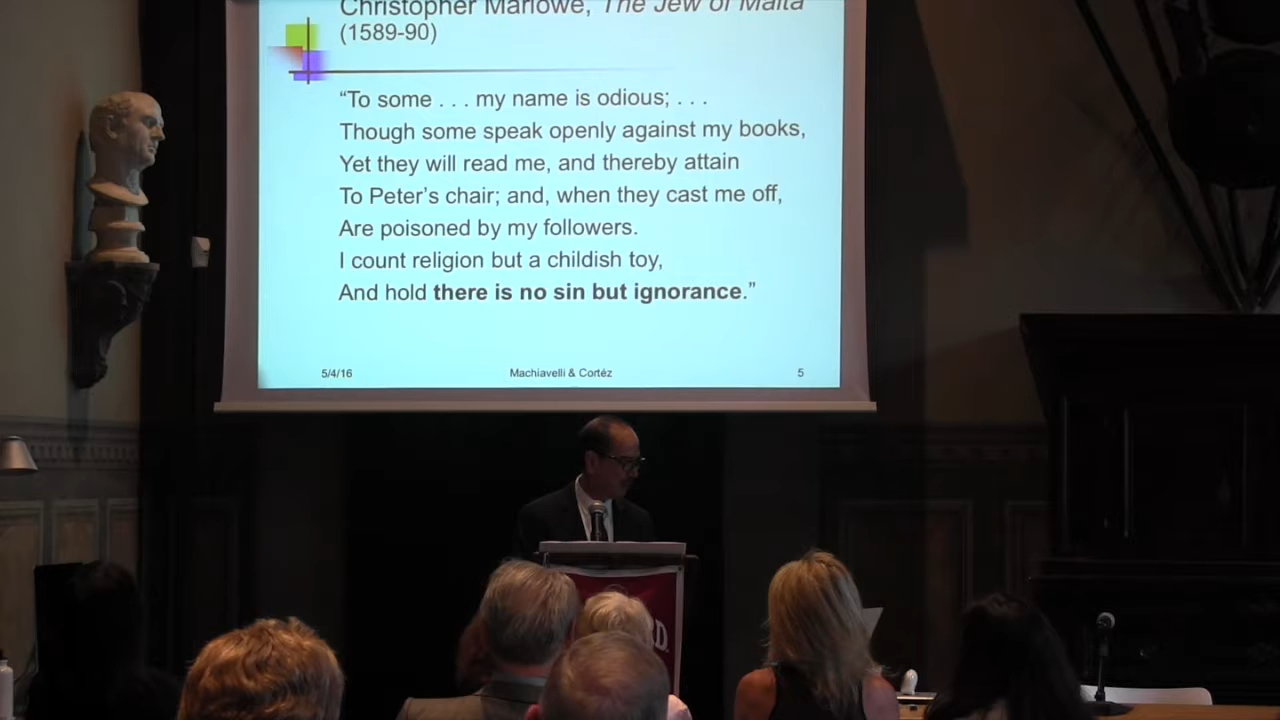 Christopher Marlowe, The Jew of Malta
(1589-90)
“To some . . . my name is odious; . . .
Though some speak openly against my books,
Yet they will read me, and thereby attain
To Peter’s chair; and, when they cast me off,
Are poisoned by my followers.
I count religion but a childish toy,
And hold there is no sin but ignorance.”
5/4/16 Machiavelli & Cortéz 5